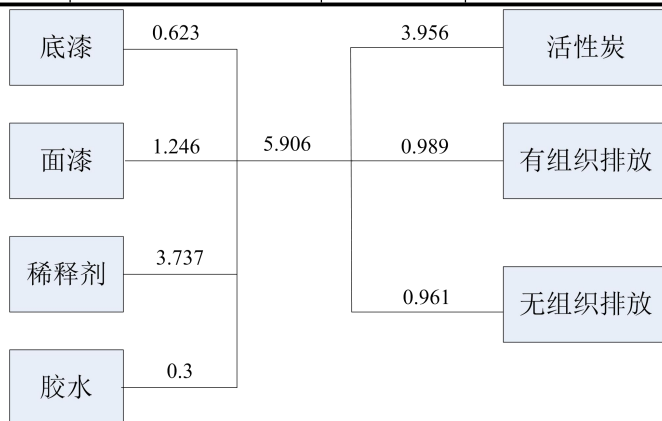 底漆
0.623
3.956
活性炭
面漆
1.246
5.906
0.989
有组织排放
稀释剂
3.737
0.961
无组织排放
胶水
0.3